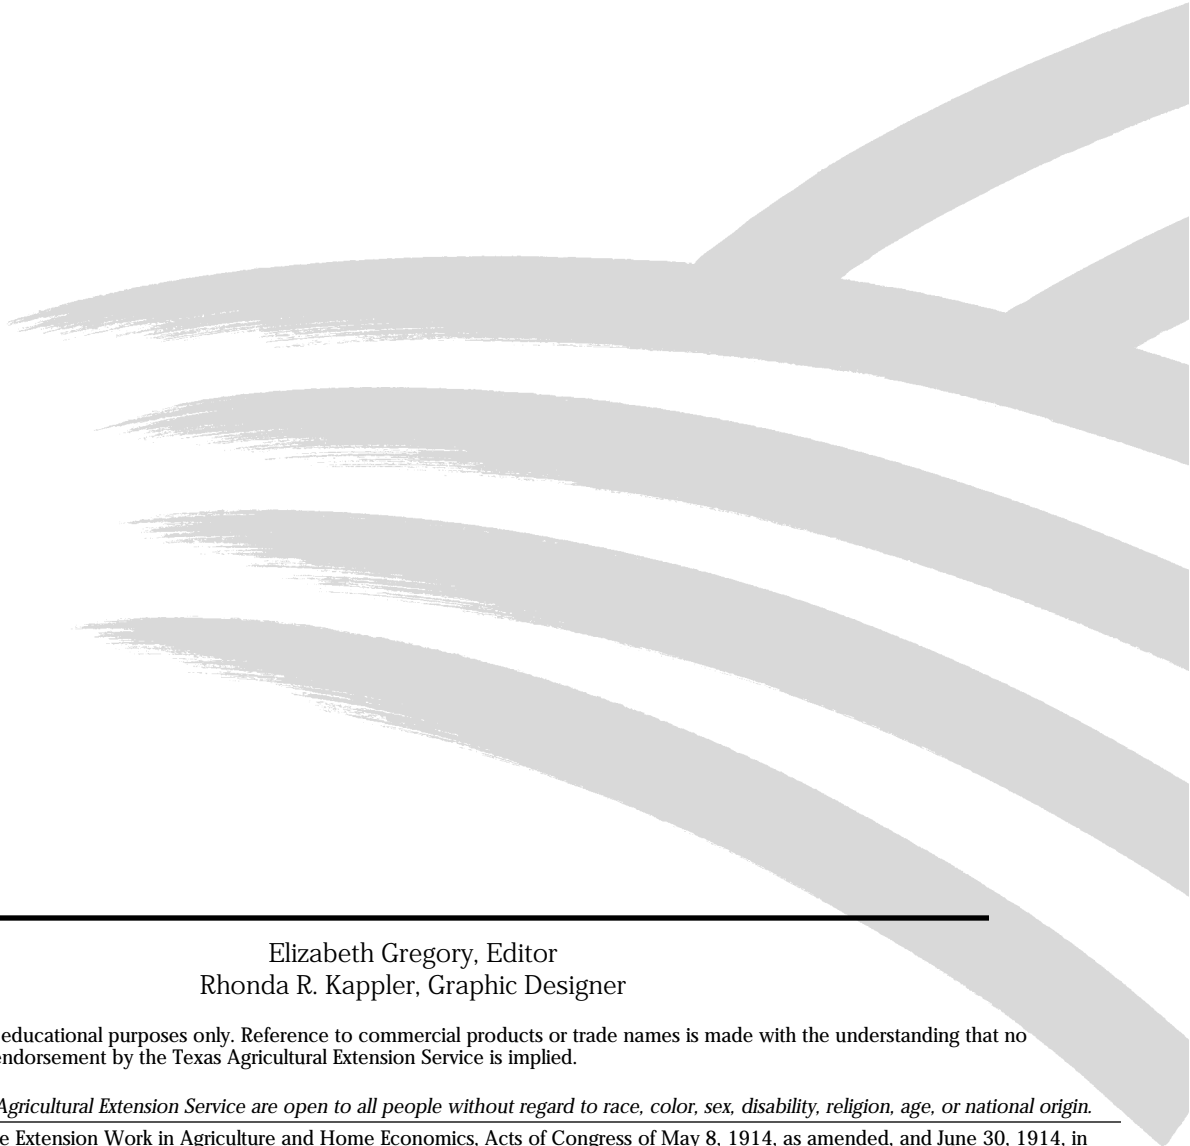 Elizabeth Gregory, Editor
Rhonda R. Kappler, Graphic Designer
educational purposes only. Reference to commercial products or trade names is made with the understanding that no
endorsement by the Texas Agricultural Extension Service is implied.
Agricultural Extension Service are open to all people without regard to race, color, sex, disability, religion, age, or national origin.
Extension Work in Agriculture and Home Economics, Acts of Congress of May 8, 1914, as amended, and June 30, 1914, in